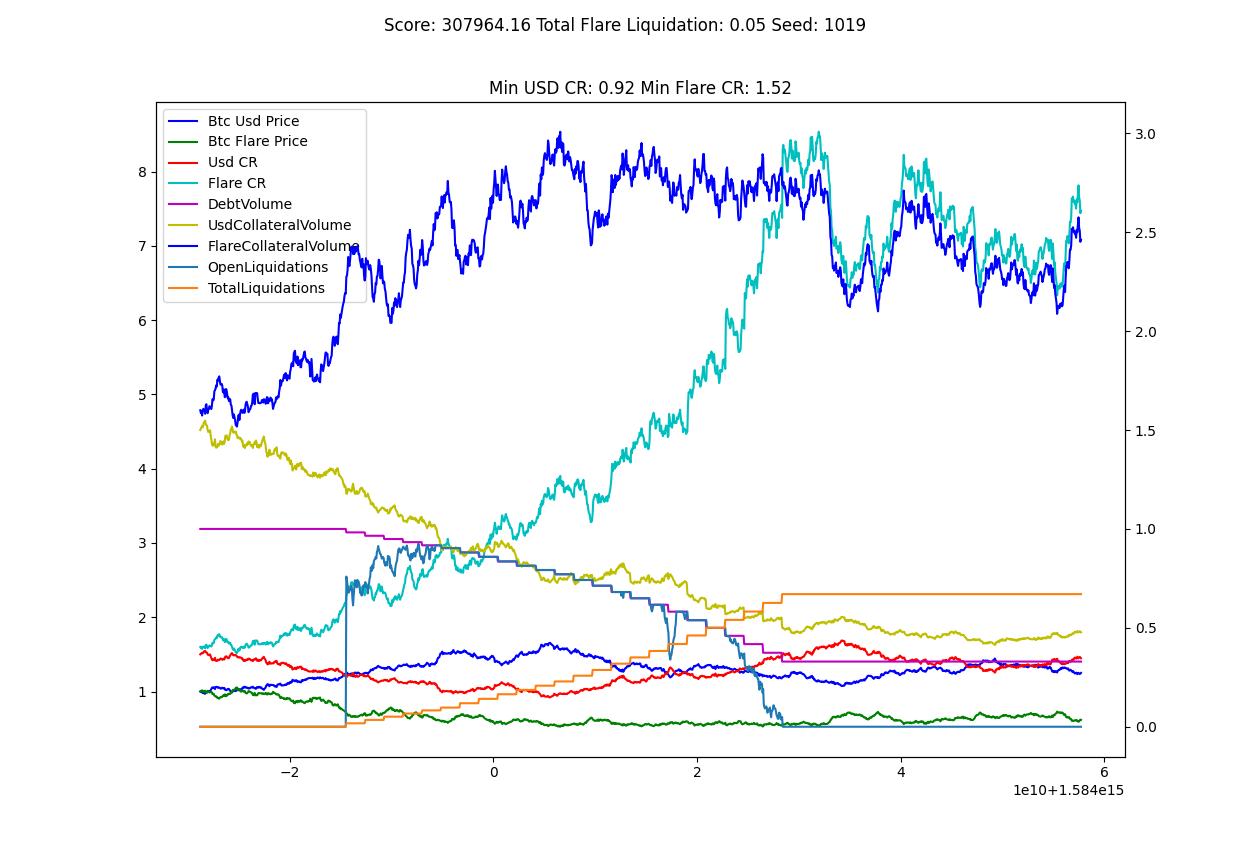 Score: 307964.16 Total Flare Liquidation: 0.05 Seed: 1019
Min USD CR: 0.92 Min Flare CR: 1.52
Btc Usd Price
Btc Flare Price
Usd CR
Flare CR
DebtVolume
UsdCollateralVolume
FlareCollateralVolume
OpenLiquidations
TotalLiquidations
8
7
6
5
4
3
2
1
3.0
2.5
2.0
1.5
1.0
0.5
0.0
−2 0 2 4 6
1e10+1.584e15